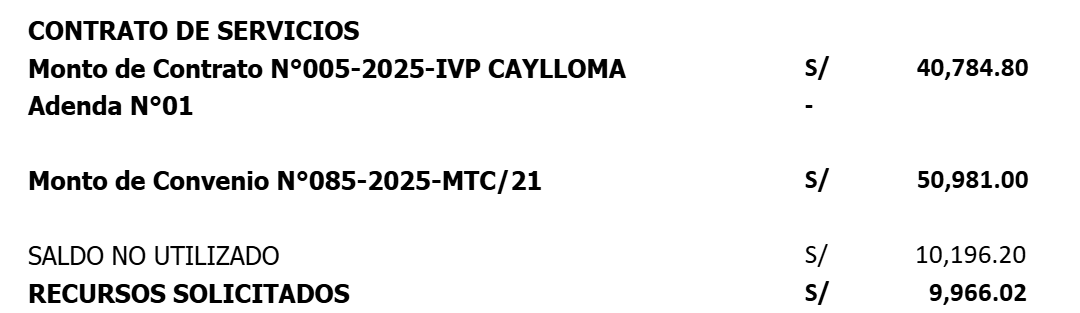 CONTRATO DE SERVICIOS
Monto de Contrato N°005-2025-IVP CAYLLOMA S/ 40,784.80
Adenda N°01 -
Monto de Convenio N°085-2025-MTC/21 S/ 50,981.00
SALDO NO UTILIZADO S/ 10,196.20
RECURSOS SOLICITADOS S/ 9,966.02